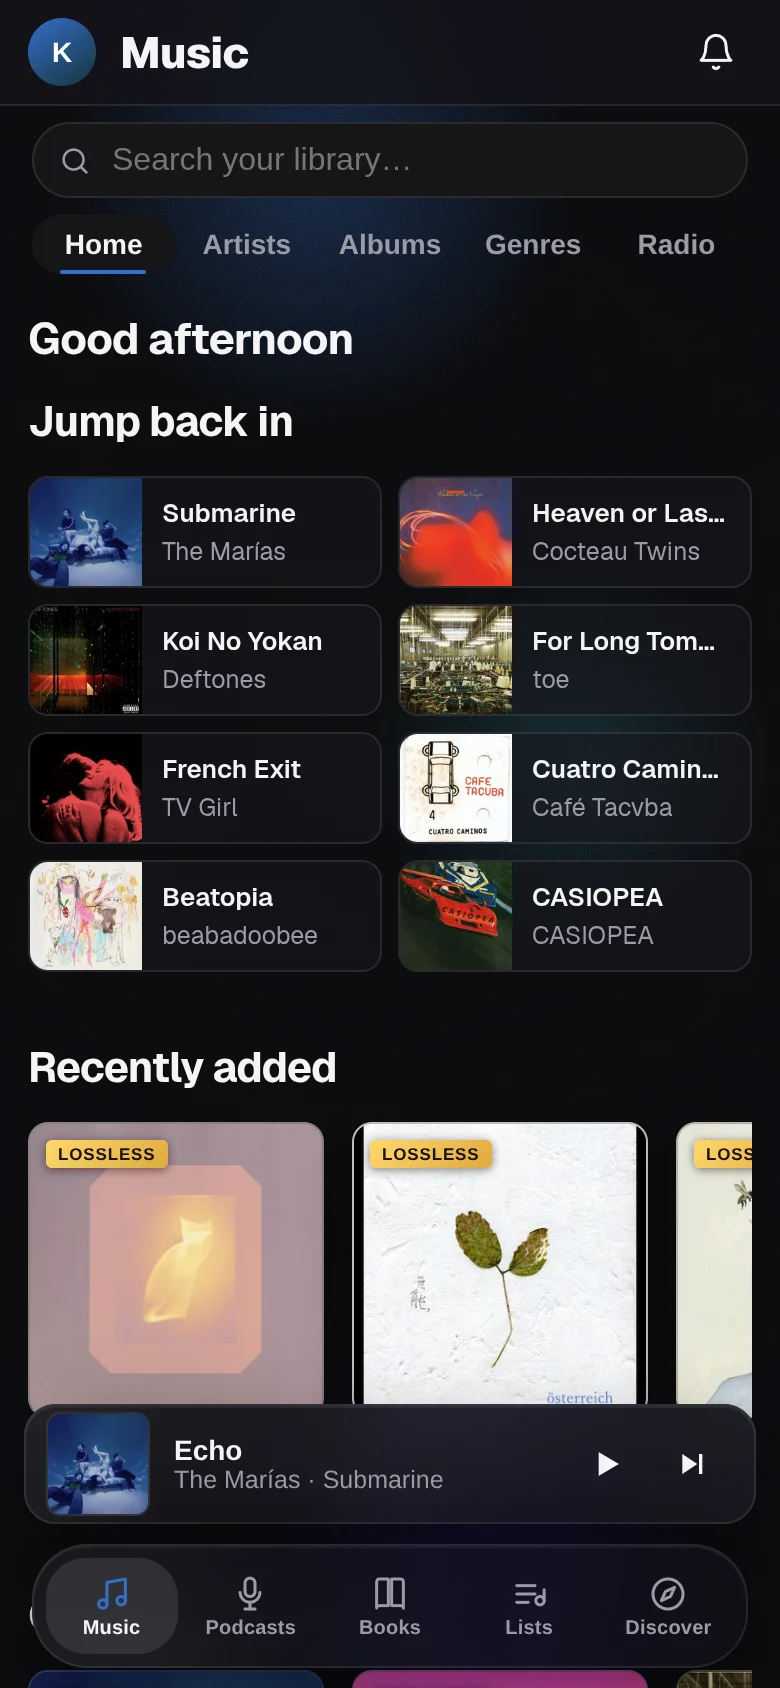 K
Music
Search your library…
Home
Artists
Albums
Genres
Radio
Good afternoon
Jump back in
Submarine
The Marías
Heaven or Las…
Cocteau Twins
Koi No Yokan
Deftones
For Long Tom…
toe
CAFE
TACVBA
4
CUATRO CAMINOS
French Exit
TV Girl
Cuatro Camin…
Café Tacvba
CASIOPEA
Beatopia
beabadoobee
CASIOPEA
CASIOPEA
Recently added
LOSSLESS
LOSSLESS
LOSS
österreich
Echo
The Marías · Submarine
Music
Podcasts
Books
Lists
Discover